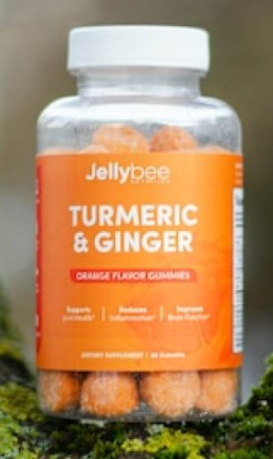 Jellybee
NUTRITION
TURMERIC
& GINGER
ORANGE FLAVOR GUMMIES
Supports
Joint Health*
Reduces
Inflammation*
Improves
Brain Function*
DIETARY SUPPLEMENT | 60 Gummies